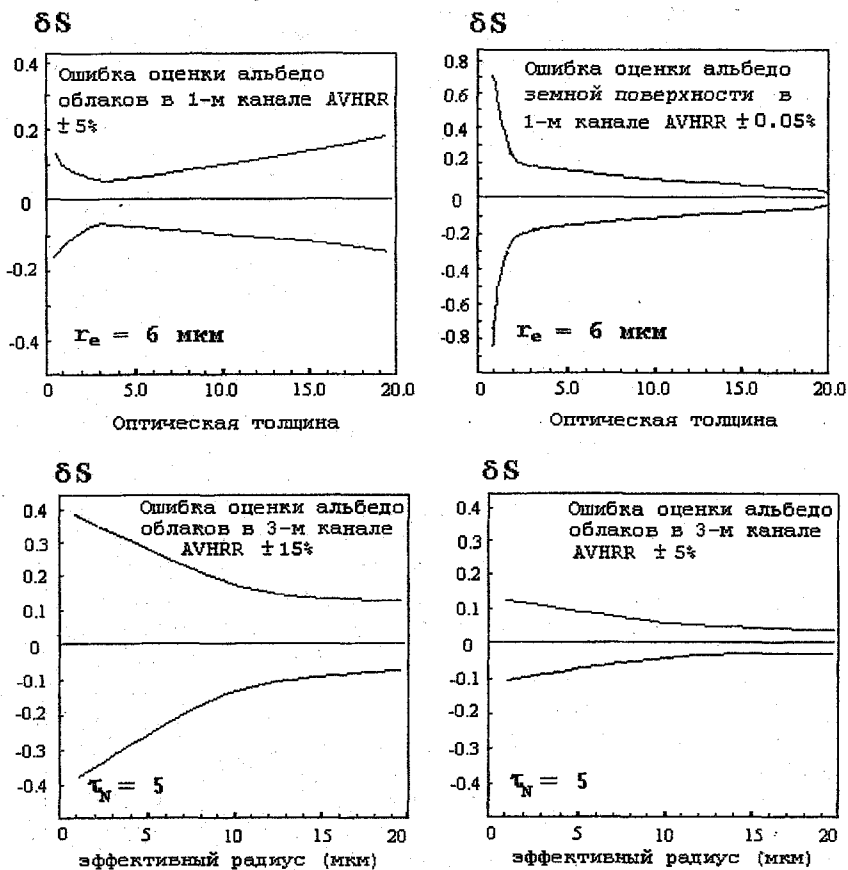 δS
0.4
0.2
0
-0.2
-0.4
Ошибка оценки альбедо
облаков в 1-м канале AVHRR
± 5%
rₑ = 6 мкм
0
5.0
10.0
15.0
20.0
Оптическая толщина
δS
0.8
0.6
0.4
0.2
0
-0.2
-0.4
-0.6
-0.8
Ошибка оценки альбедо
земной поверхности в
1-м канале AVHRR ± 0.05%
rₑ = 6 мкм
0
5.0
10.0
15.0
20.0
Оптическая толщина
δS
0.4
0.3
0.2
0.1
0
-0.1
-0.2
-0.3
-0.4
Ошибка оценки альбедо
облаков в 3-м канале
AVHRR ± 15%
τ_N = 5
0
5
10
15
20
эффективный радиус (мкм)
δS
0.4
0.3
0.2
0.1
0
-0.1
-0.2
-0.3
-0.4
Ошибка оценки альбедо
облаков в 3-м канале
AVHRR ± 5%
τ_N = 5
0
5
10
15
20
эффективный радиус (мкм)